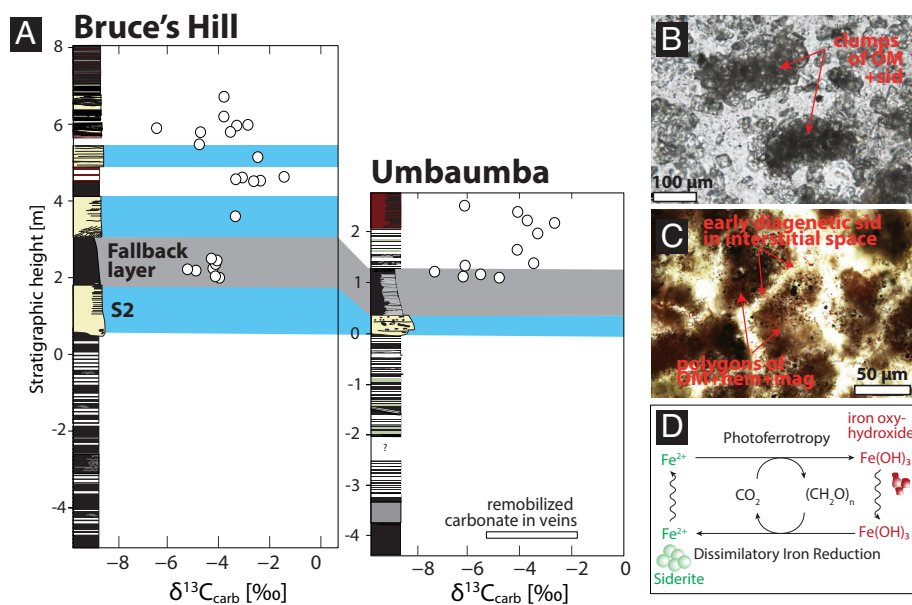 A
Bruce's Hill
Stratigraphic height [m]
8
6
4
2
0
-2
-4
Fallback
layer
S2
−8
−6
−4
−2
0
δ¹³C_carb [‰]
Umbaumba
2
1
0
-1
-2
-3
-4
?
remobilized
carbonate in veins
−8
−6
−4
−2
0
δ¹³C_carb [‰]
B
clumps
of OM
+sid
100 µm
C
early diagenetic sid
in interstitial space
polygons of
OM+hem+mag
50 µm
D
iron oxy-
hydroxide
Photoferrotropy
Fe²⁺
Fe(OH)₃
CO₂
(CH₂O)ₙ
Fe²⁺
Fe(OH)₃
Dissimilatory Iron Reduction
Siderite